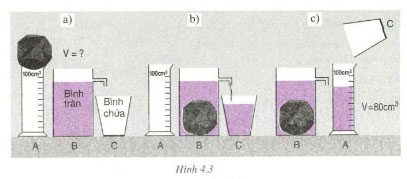 a)
b)
c)
V = ?
C
100cm³
100cm³
100cm³
Bình
tràn
Bình
chứa
V=80cm³
A
B
C
A
B
C
B
A
Hình 4.3